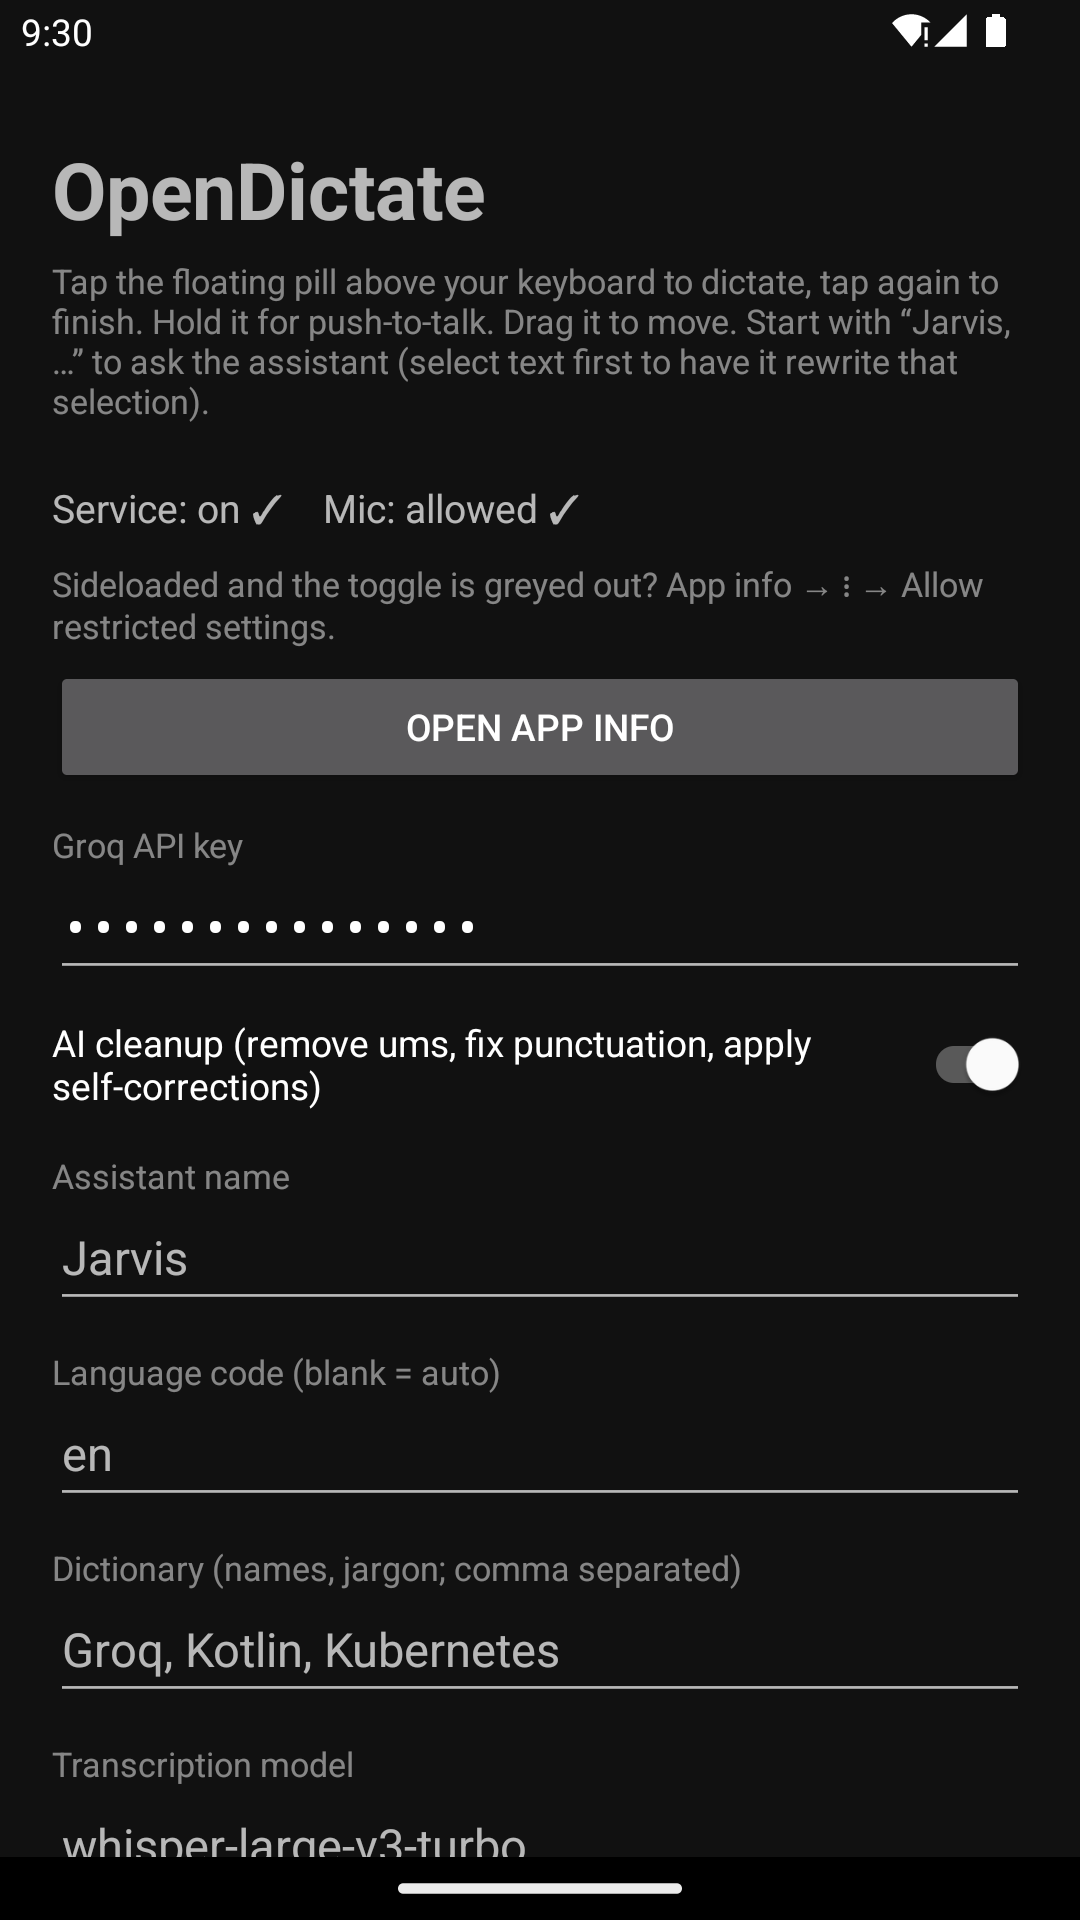 9:30
OpenDictate
Tap the floating pill above your keyboard to dictate, tap again to
finish. Hold it for push-to-talk. Drag it to move. Start with “Jarvis,
…” to ask the assistant (select text first to have it rewrite that
selection).
Service: on ✓ Mic: allowed ✓
Sideloaded and the toggle is greyed out? App info → ⋮ → Allow
restricted settings.
OPEN APP INFO
Groq API key
•••••••••••••••
AI cleanup (remove ums, fix punctuation, apply
self-corrections)
Assistant name
Jarvis
Language code (blank = auto)
en
Dictionary (names, jargon; comma separated)
Groq, Kotlin, Kubernetes
Transcription model
whisper-large-v3-turbo